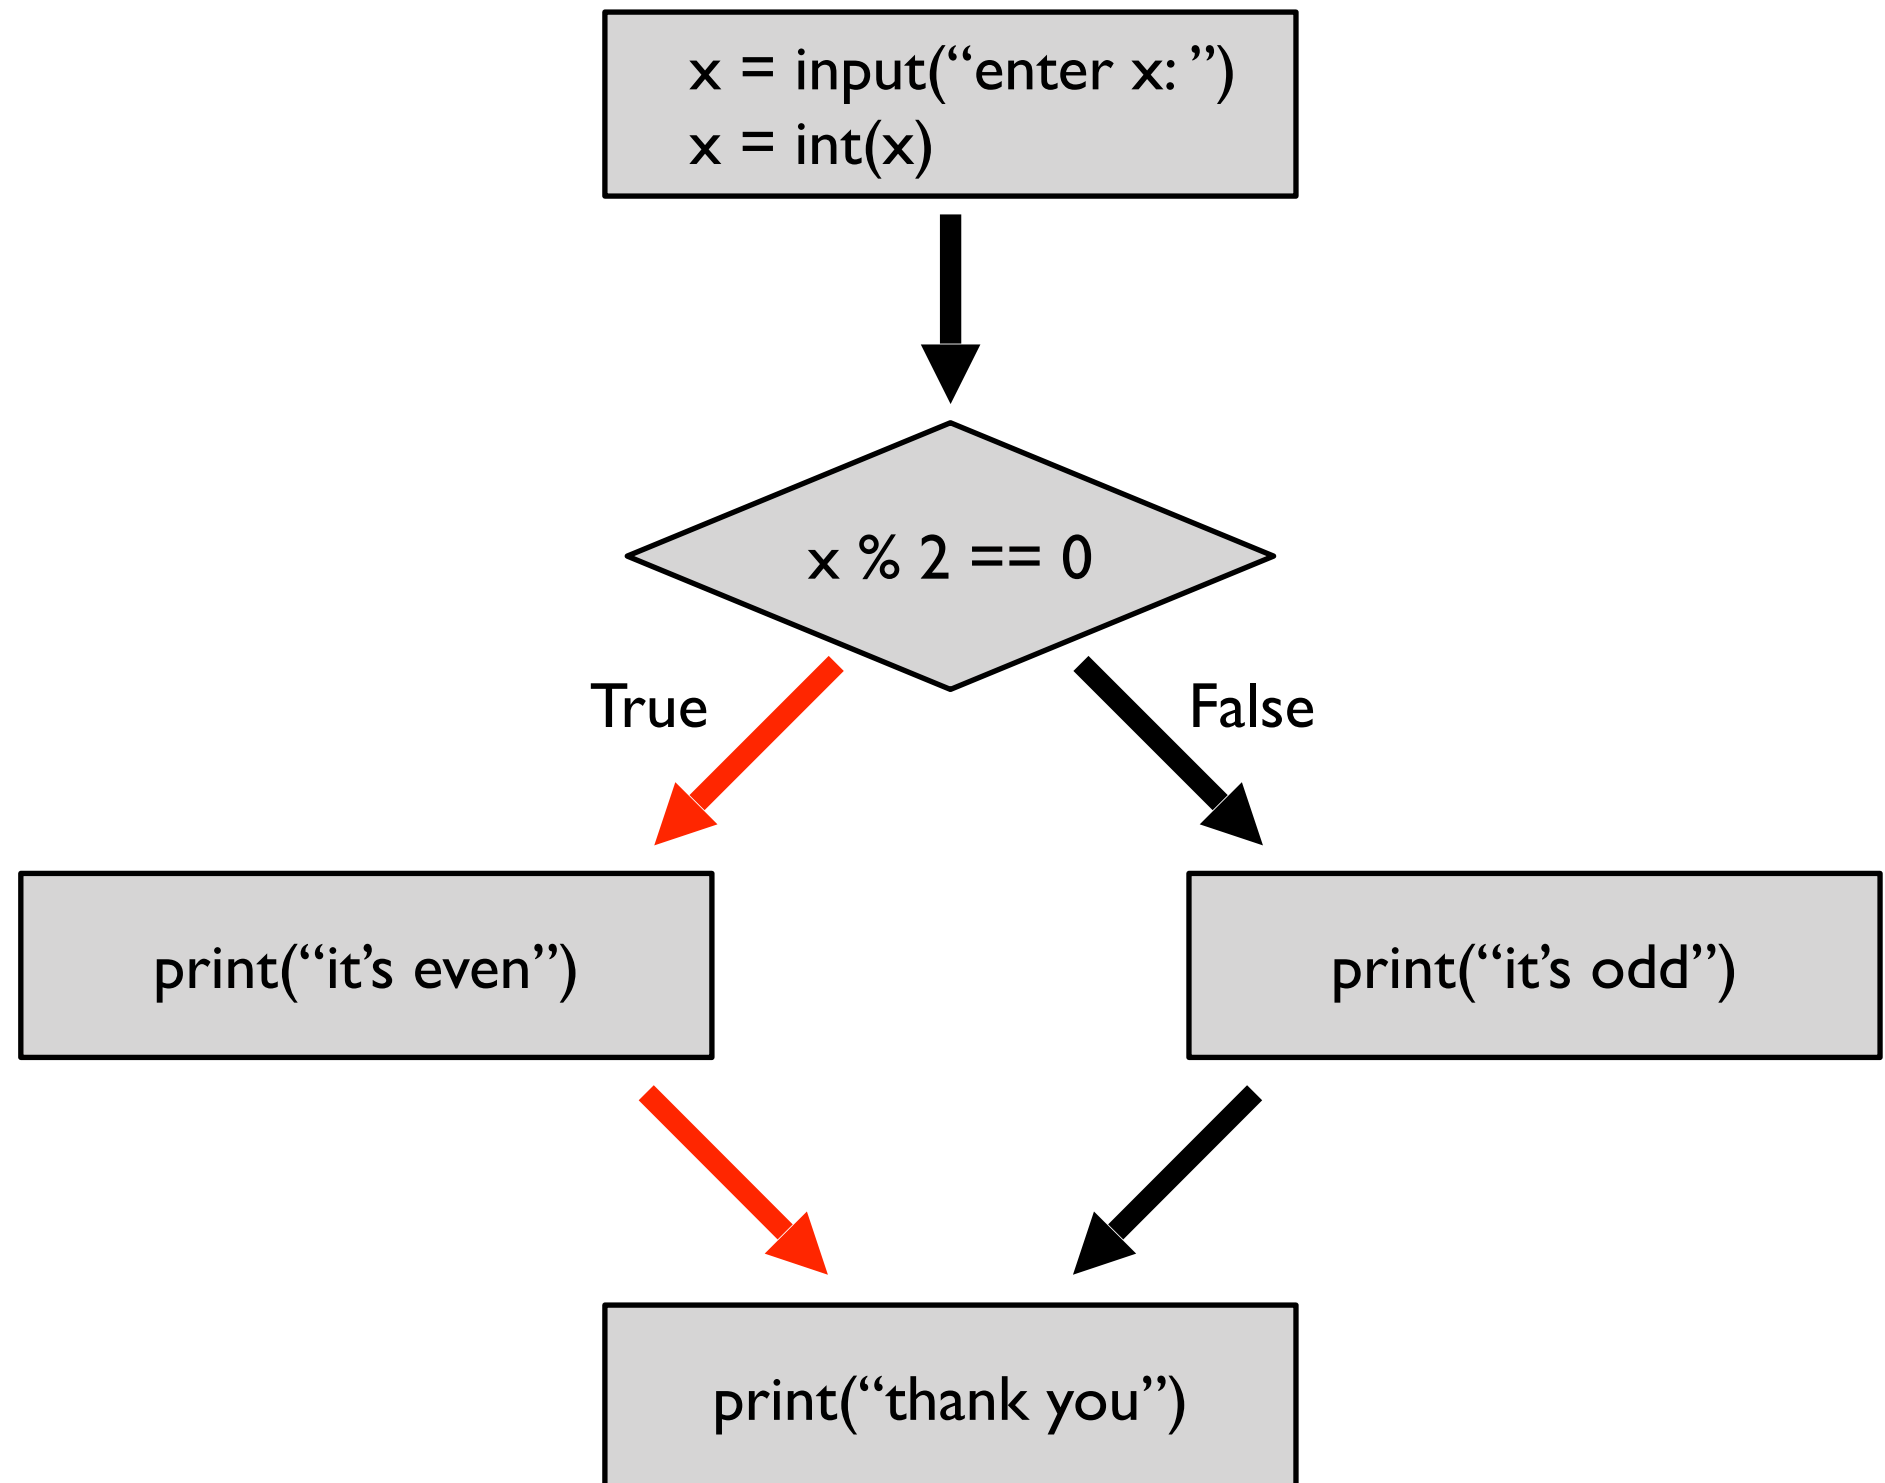 x = input(“enter x: ”)
x = int(x)
x % 2 == 0
True
False
print(“it’s even”)
print(“it’s odd”)
print(“thank you”)